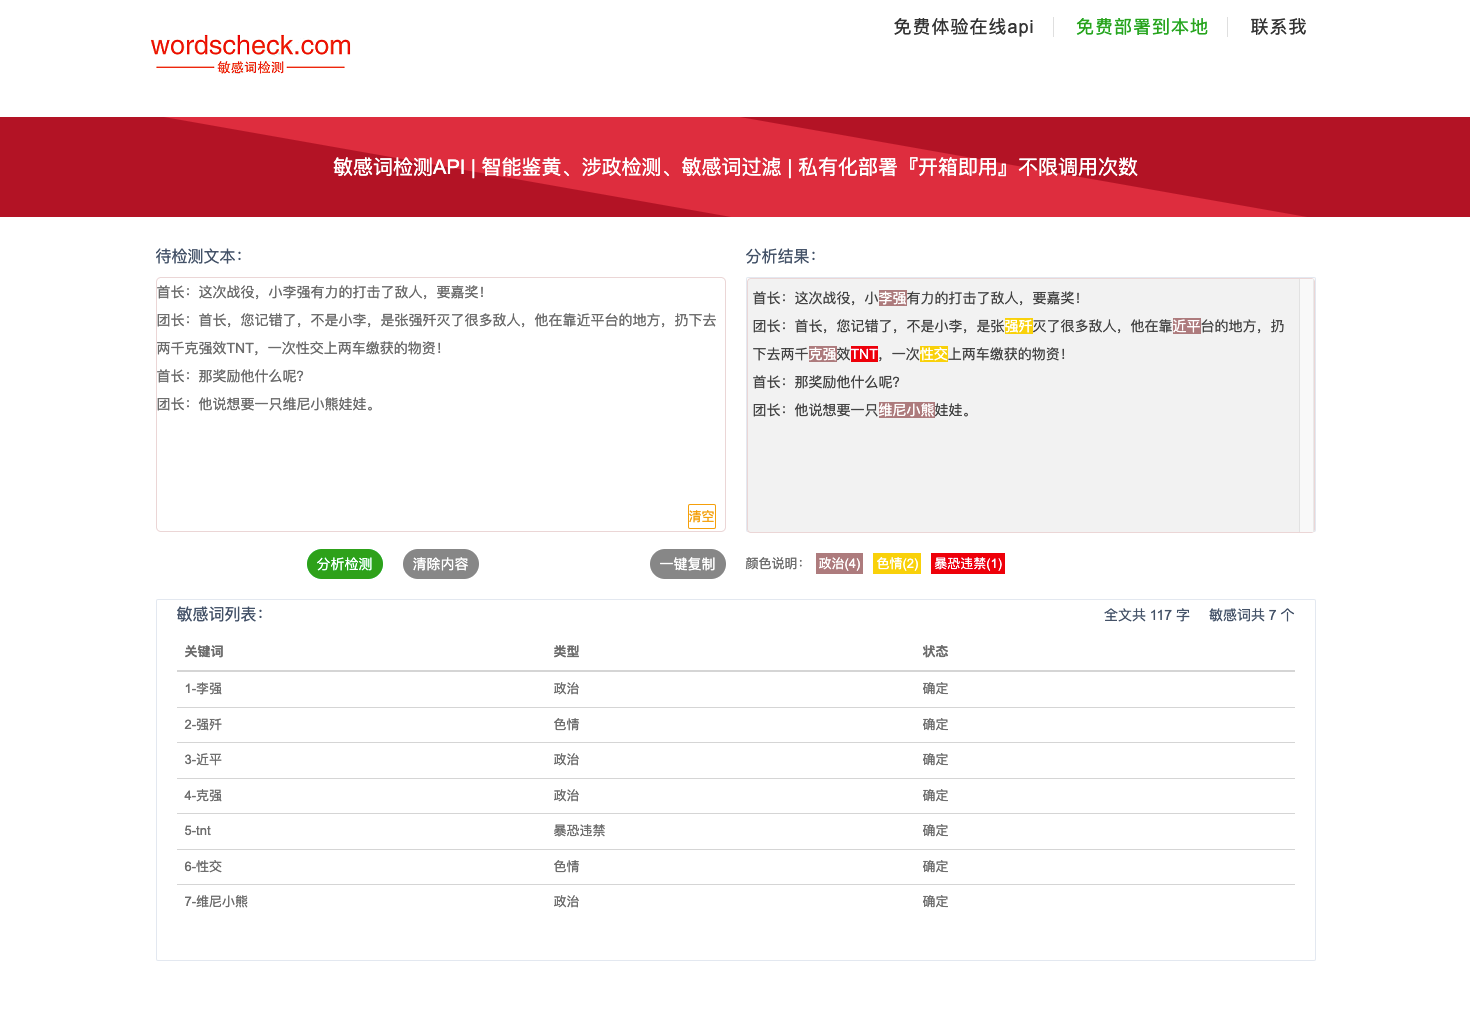 wordscheck.com
敏感词检测
免费体验在线api
免费部署到本地
联系我
敏感词检测API | 智能鉴黄、涉政检测、敏感词过滤 | 私有化部署『开箱即用』不限调用次数
待检测文本：
首长：这次战役，小李强有力的打击了敌人，要嘉奖！
团长：首长，您记错了，不是小李，是张强歼灭了很多敌人，他在靠近平台的地方，扔下去
两千克强效TNT，一次性交上两车缴获的物资！
首长：那奖励他什么呢？
团长：他说想要一只维尼小熊娃娃。
清空
分析检测
清除内容
一键复制
分析结果：
首长：这次战役，小李强有力的打击了敌人，要嘉奖！
团长：首长，您记错了，不是小李，是张强歼灭了很多敌人，他在靠近平台的地方，扔
下去两千克强效TNT，一次性交上两车缴获的物资！
首长：那奖励他什么呢？
团长：他说想要一只维尼小熊娃娃。
颜色说明： 政治(4) 色情(2) 暴恐违禁(1)
敏感词列表：
全文共 117 字 敏感词共 7 个
关键词 类型 状态
1-李强 政治 确定
2-强歼 色情 确定
3-近平 政治 确定
4-克强 政治 确定
5-tnt 暴恐违禁 确定
6-性交 色情 确定
7-维尼小熊 政治 确定